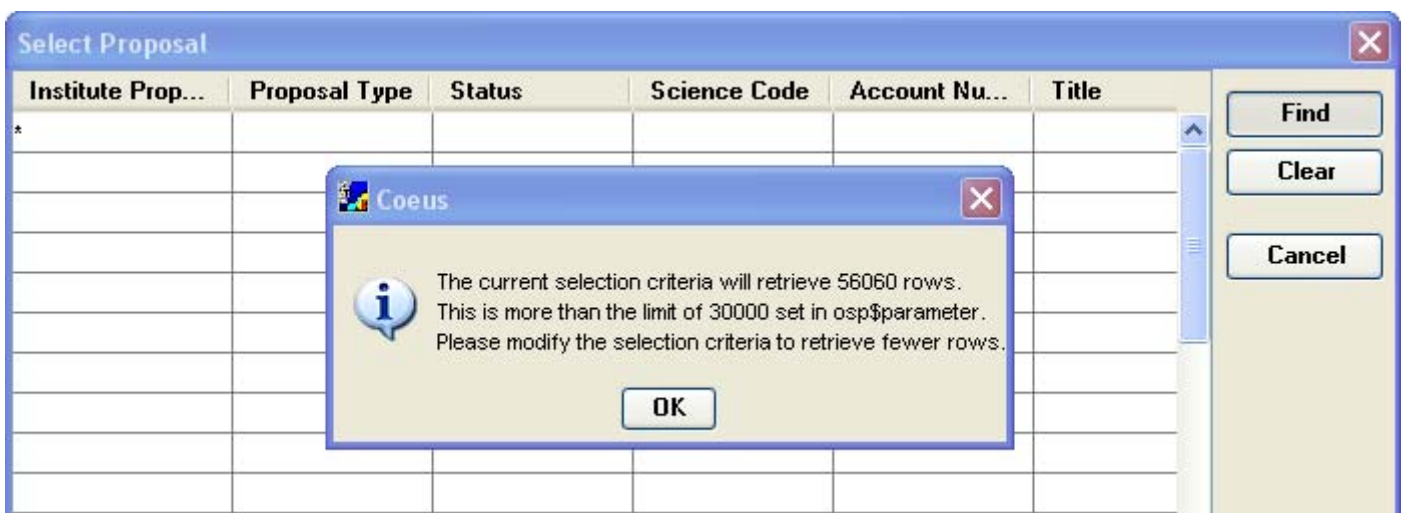 Select Proposal
Institute Prop... Proposal Type Status Science Code Account Nu... Title
*
Find
Clear
Cancel
Coeus
The current selection criteria will retrieve 56060 rows.
This is more than the limit of 30000 set in osp$parameter.
Please modify the selection criteria to retrieve fewer rows.
OK